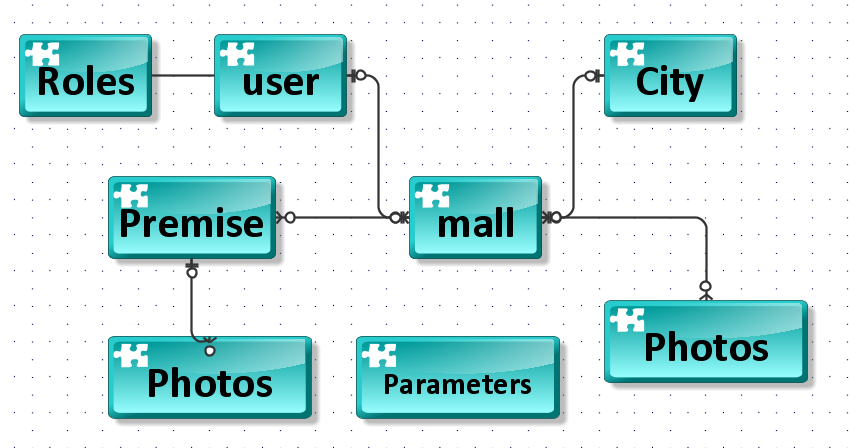 Roles
user
City
Premise
mall
Photos
Photos
Parameters